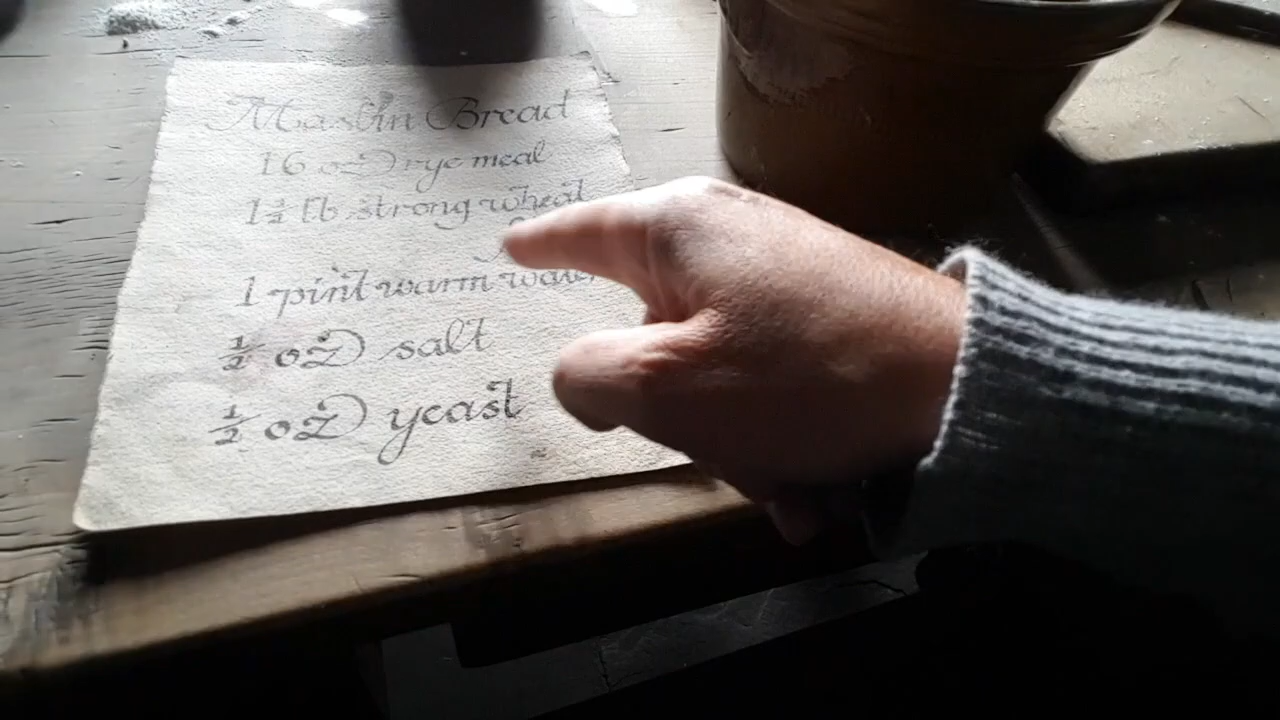 Maslin Bread
16 oz rye meal
1½ lb strong wheat
1 pint warm water
½ oz salt
½ oz yeast